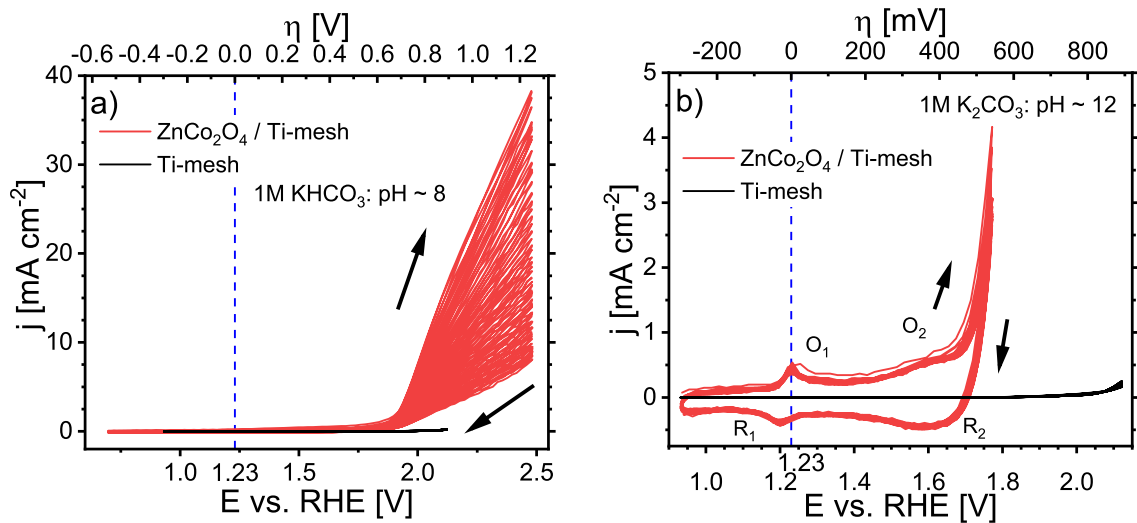 η [V]
-0.6 -0.4 -0.2 0.0 0.2 0.4 0.6 0.8 1.0 1.2
a)
ZnCo₂O₄ / Ti-mesh
Ti-mesh
1M KHCO₃: pH ~ 8
j [mA cm⁻²]
40
30
20
10
0
1.0 1.23 1.5 2.0 2.5
E vs. RHE [V]
η [mV]
-200 0 200 400 600 800
b)
1M K₂CO₃: pH ~ 12
ZnCo₂O₄ / Ti-mesh
Ti-mesh
O₁
O₂
R₁
R₂
j [mA cm⁻²]
5
4
3
2
1
0
1.0 1.2 1.23 1.4 1.6 1.8 2.0
E vs. RHE [V]